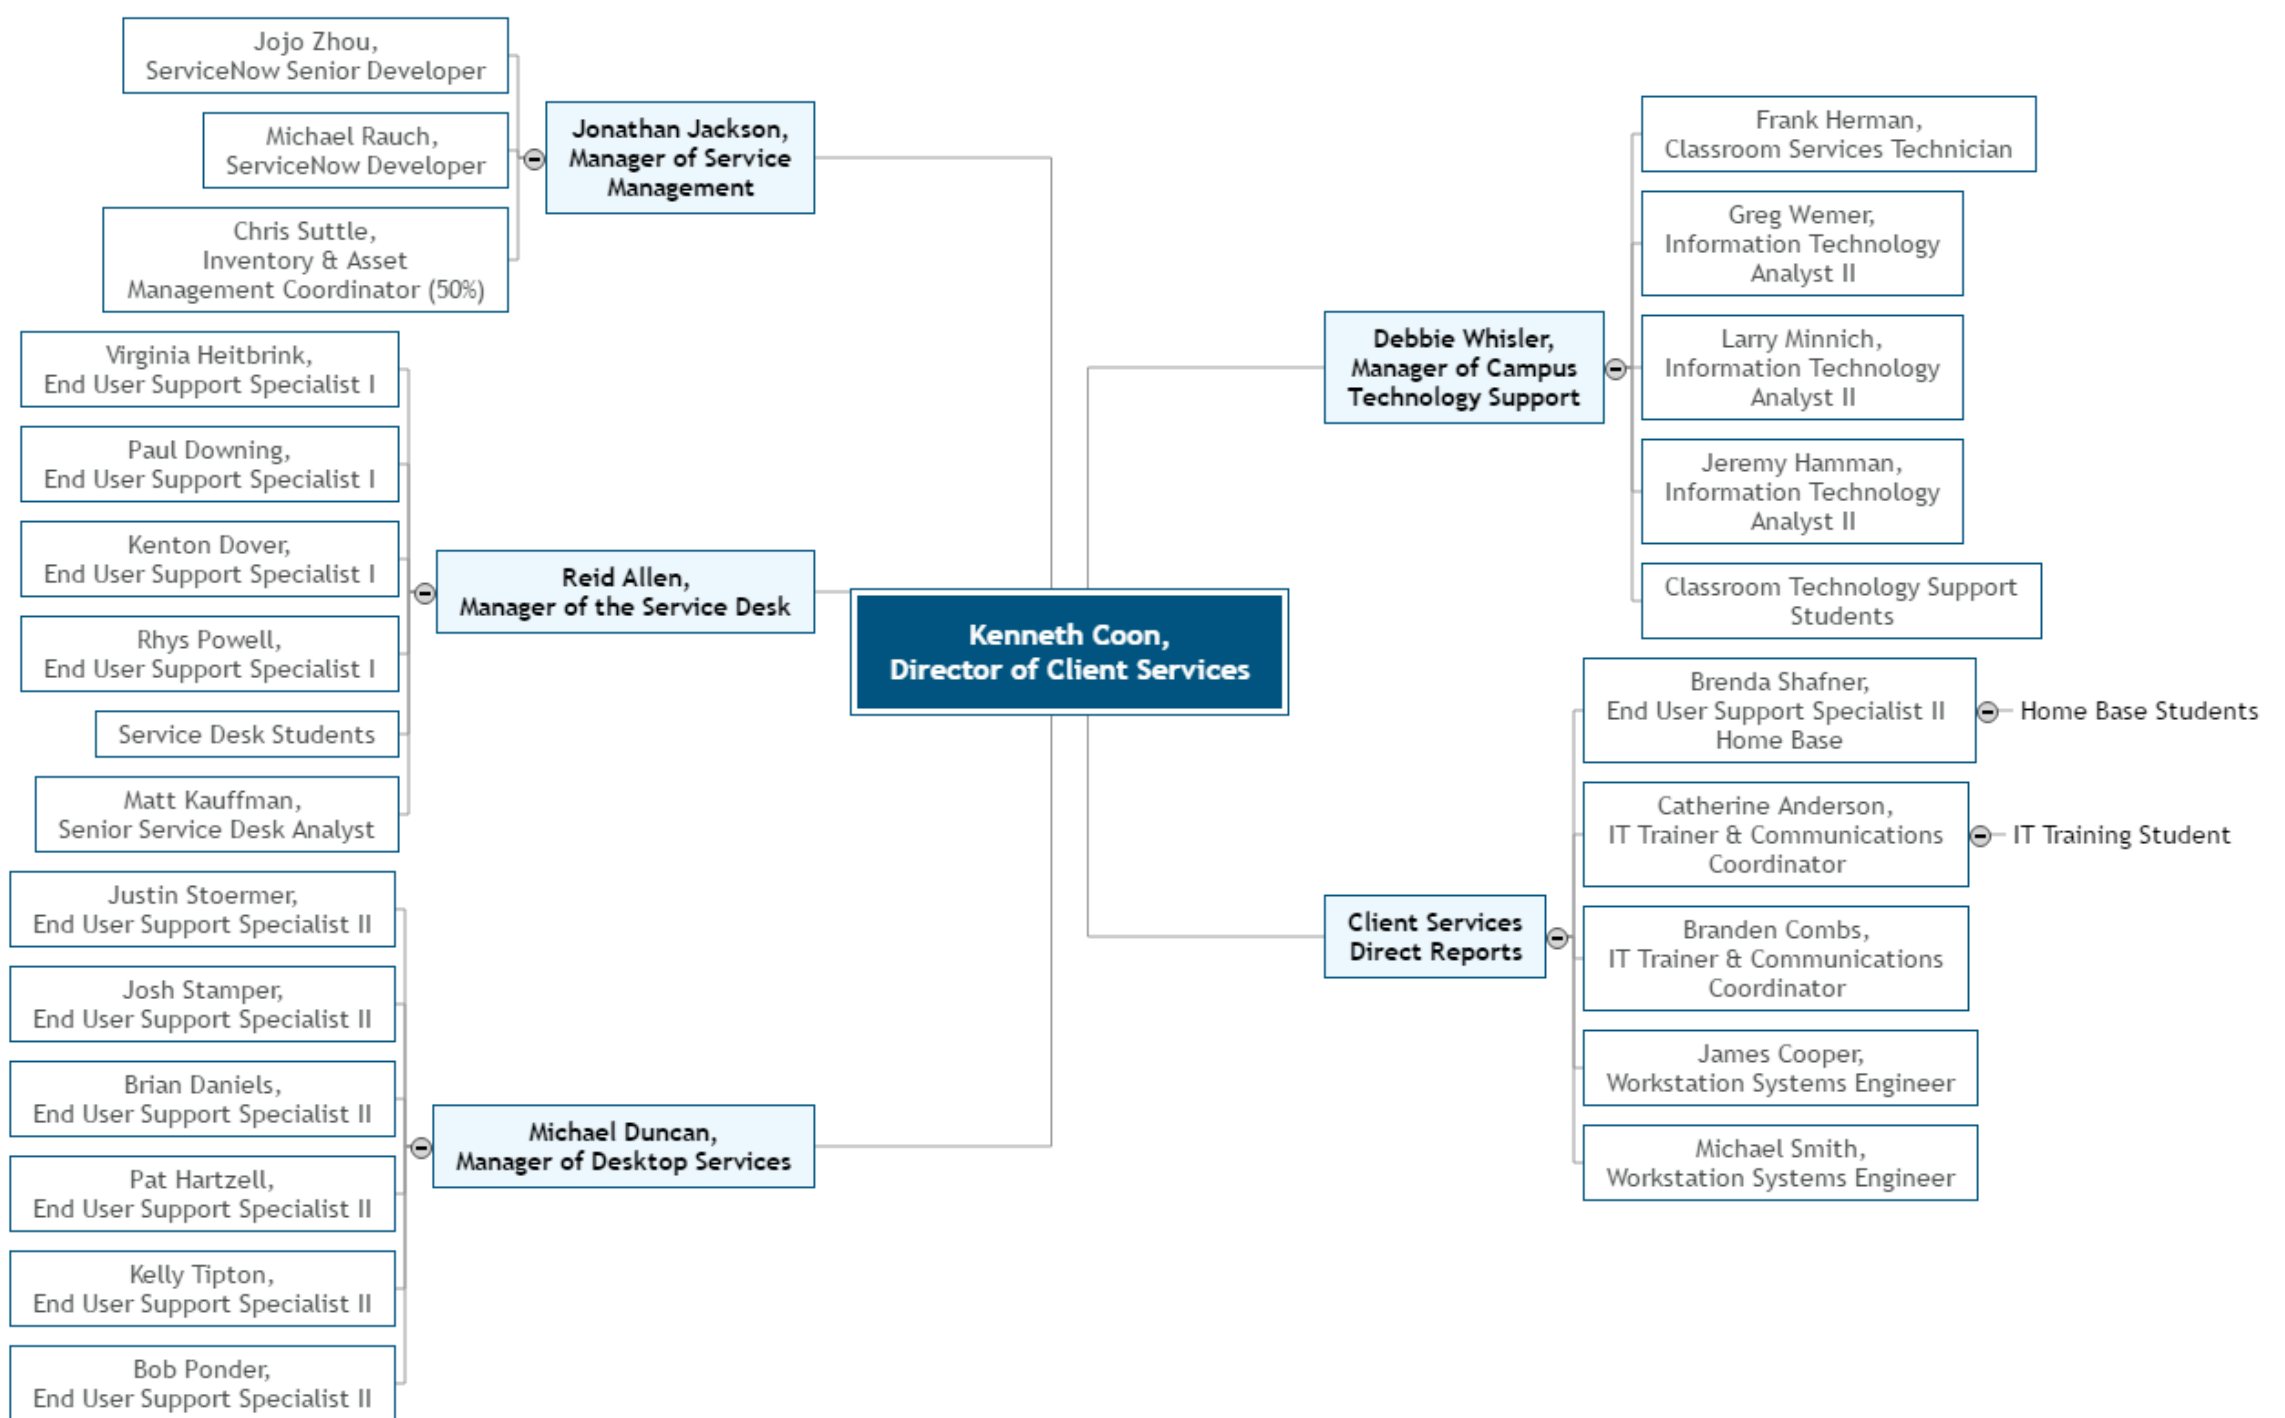 Jojo Zhou,
ServiceNow Senior Developer
Michael Rauch,
ServiceNow Developer
Chris Suttle,
Inventory & Asset
Management Coordinator (50%)
Jonathan Jackson,
Manager of Service
Management
Virginia Heitbrink,
End User Support Specialist I
Paul Downing,
End User Support Specialist I
Kenton Dover,
End User Support Specialist I
Rhys Powell,
End User Support Specialist I
Service Desk Students
Matt Kauffman,
Senior Service Desk Analyst
Reid Allen,
Manager of the Service Desk
Justin Stoermer,
End User Support Specialist II
Josh Stamper,
End User Support Specialist II
Brian Daniels,
End User Support Specialist II
Pat Hartzell,
End User Support Specialist II
Kelly Tipton,
End User Support Specialist II
Bob Ponder,
End User Support Specialist II
Michael Duncan,
Manager of Desktop Services
Kenneth Coon,
Director of Client Services
Debbie Whisler,
Manager of Campus
Technology Support
Frank Herman,
Classroom Services Technician
Greg Wemer,
Information Technology
Analyst II
Larry Minnich,
Information Technology
Analyst II
Jeremy Hamman,
Information Technology
Analyst II
Classroom Technology Support
Students
Client Services
Direct Reports
Brenda Shafner,
End User Support Specialist II
Home Base
Home Base Students
Catherine Anderson,
IT Trainer & Communications
Coordinator
IT Training Student
Branden Combs,
IT Trainer & Communications
Coordinator
James Cooper,
Workstation Systems Engineer
Michael Smith,
Workstation Systems Engineer